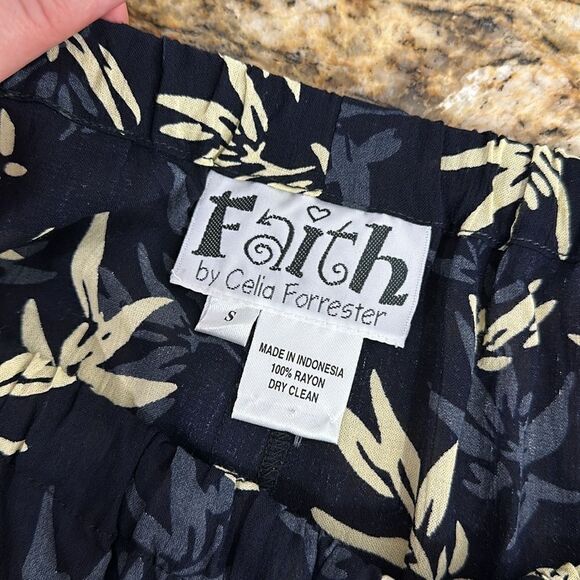 Faith
by Celia Forrester
S
MADE IN INDONESIA
100% RAYON
DRY CLEAN